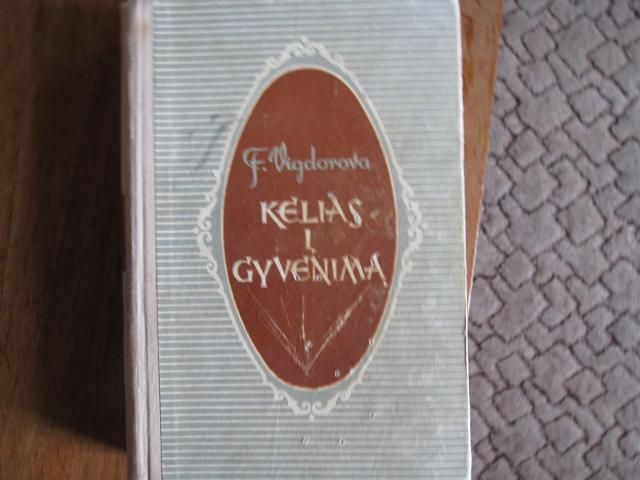 F. Vigdorova
KELIAS
Į
GYVENIMĄ